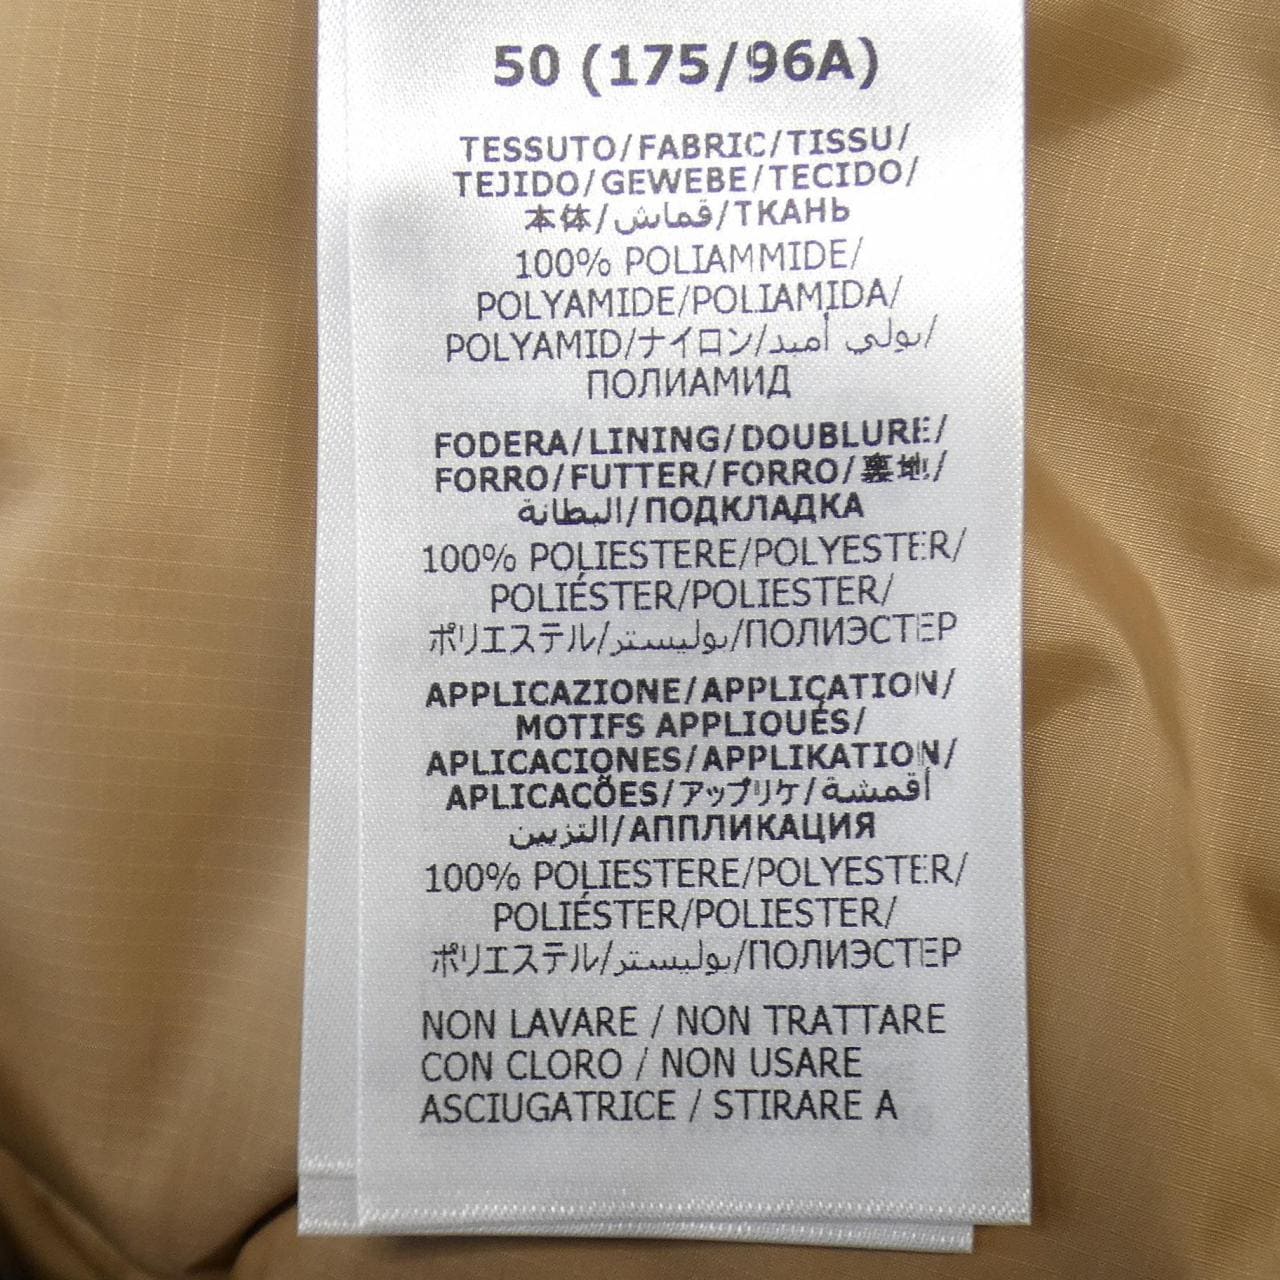 50 (175/96A)
TESSUTO/FABRIC/TISSU/
TEJIDO/GEWEBE/TECIDO/
本体/قماش/ТКАНЬ
100% POLIAMMIDE/
POLYAMIDE/POLIAMIDA/
POLYAMID/ナイロン/بولي أميد/
ПОЛИАМИД
FODERA/LINING/DOUBLURE/
FORRO/FUTTER/FORRO/裏地/
البطانة/ПОДКЛАДКА
100% POLIESTERE/POLYESTER/
POLIÉSTER/POLIESTER/
ポリエステル/بوليستر/ПОЛИЭСТЕР
APPLICAZIONE/APPLICATION/
MOTIFS APPLIQUÉS/
APLICACIONES/APPLIKATION/
APLICACÕES/アップリケ/أقمشة
التزيين/АППЛИКАЦИЯ
100% POLIESTERE/POLYESTER/
POLIÉSTER/POLIESTER/
ポリエステル/بوليستر/ПОЛИЭСТЕР
NON LAVARE / NON TRATTARE
CON CLORO / NON USARE
ASCIUGATRICE / STIRARE A